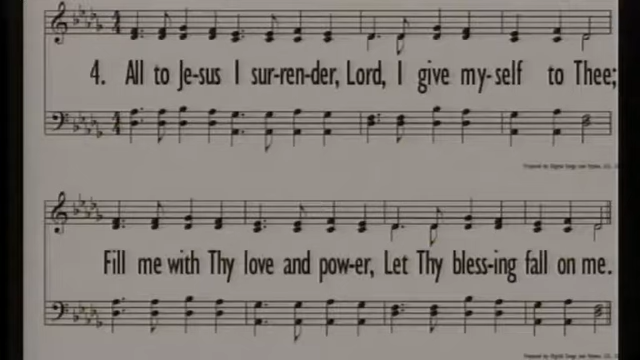 4. All to Je-sus I sur-ren-der, Lord, I give my-self to Thee;
Fill me with Thy love and pow-er, Let Thy bless-ing fall on me.